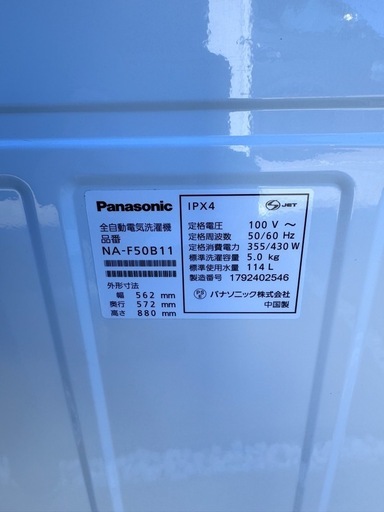 Panasonic
全自動電気洗濯機
品番
NA-F50B11
外形寸法
幅 562 mm
奥行 572 mm
高さ 880 mm
IPX4
S JET
定格電圧 100 V ～
定格周波数 50/60 Hz
定格消費電力 355/430 W
標準洗濯容量 5.0 kg
標準使用水量 114 L
製造番号 1792402546
PS E パナソニック株式会社
中国製